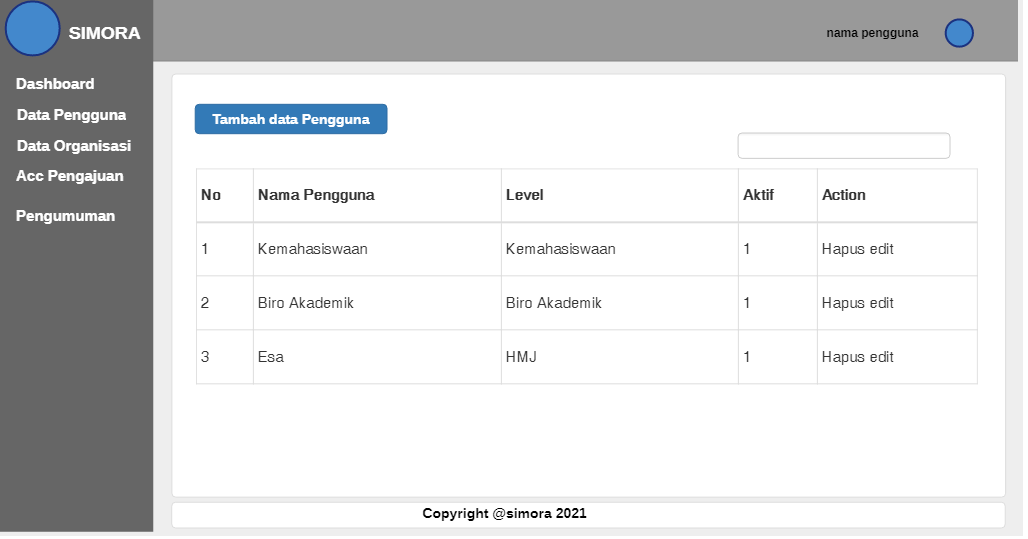 SIMORA
nama pengguna
Dashboard
Data Pengguna
Data Organisasi
Acc Pengajuan
Pengumuman
Tambah data Pengguna
No Nama Pengguna Level Aktif Action
1 Kemahasiswaan Kemahasiswaan 1 Hapus edit
2 Biro Akademik Biro Akademik 1 Hapus edit
3 Esa HMJ 1 Hapus edit
Copyright @simora 2021